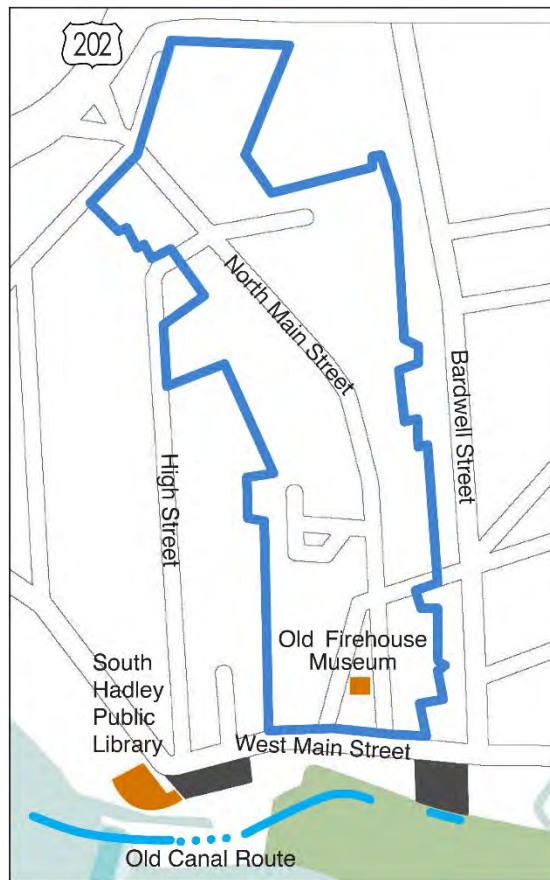 202
North Main Street
Bardwell Street
High Street
Old Firehouse
Museum
South
Hadley
Public
Library
West Main Street
Old Canal Route